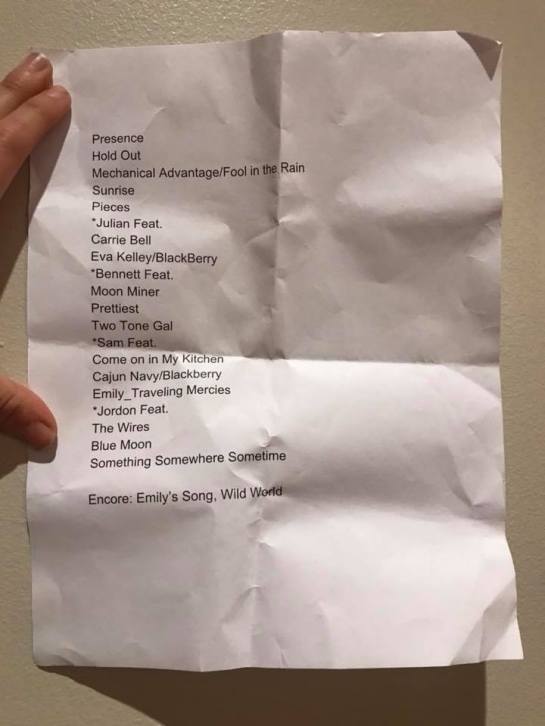 Presence
Hold Out
Mechanical Advantage/Fool in the Rain
Sunrise
Pieces
*Julian Feat.
Carrie Bell
Eva Kelley/BlackBerry
*Bennett Feat.
Moon Miner
Prettiest
Two Tone Gal
*Sam Feat.
Come on in My Kitchen
Cajun Navy/Blackberry
Emily_Traveling Mercies
*Jordon Feat.
The Wires
Blue Moon
Something Somewhere Sometime
Encore: Emily's Song, Wild World